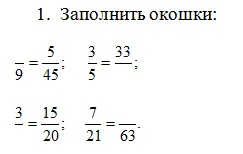 1. Заполнить окошки:
/9 = 5/45; 3/5 = 33/ ;
3/ = 15/20; 7/21 = /63.